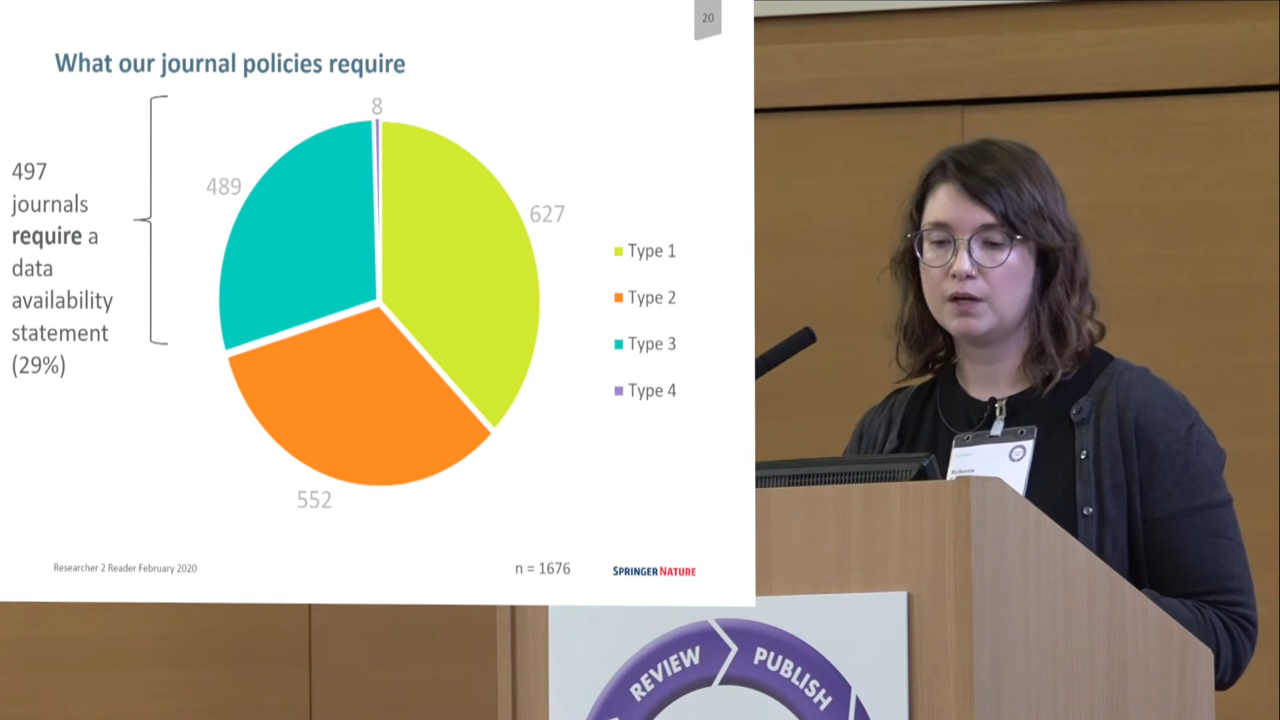 20
What our journal policies require
497
journals
require a
data
availability
statement
(29%)
8
489
627
552
Type 1
Type 2
Type 3
Type 4
Researcher 2 Reader February 2020
n = 1676
SPRINGER NATURE
REVIEW
PUBLISH